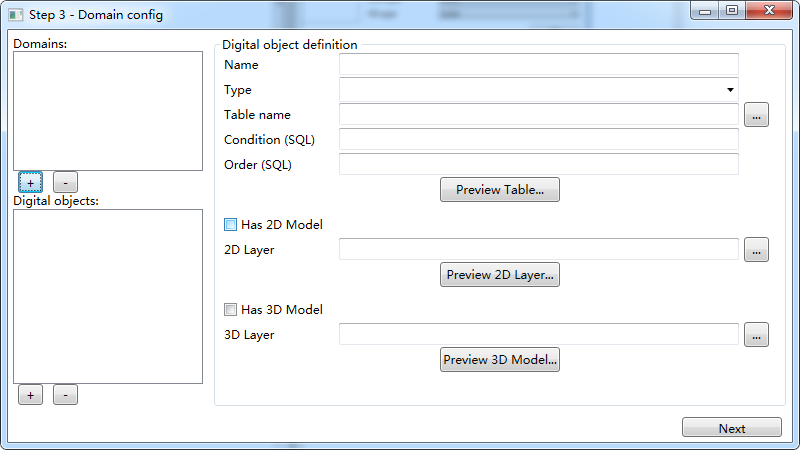 Step 3 - Domain config
Domains:
+ -
Digital objects:
+ -
Digital object definition
Name
Type
Table name ...
Condition (SQL)
Order (SQL)
Preview Table...
Has 2D Model
2D Layer ...
Preview 2D Layer...
Has 3D Model
3D Layer ...
Preview 3D Model...
Next